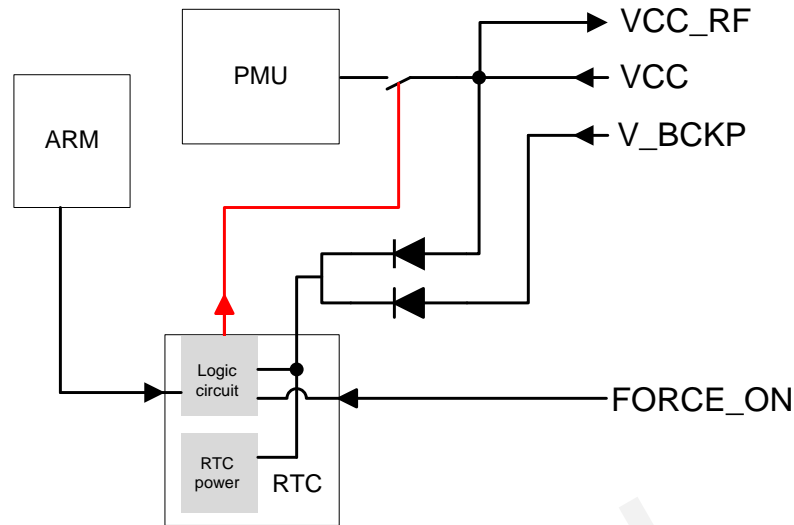 VCC_RF
PMU
VCC
ARM
V_BCKP
Logic
circuit
FORCE_ON
RTC
power
RTC